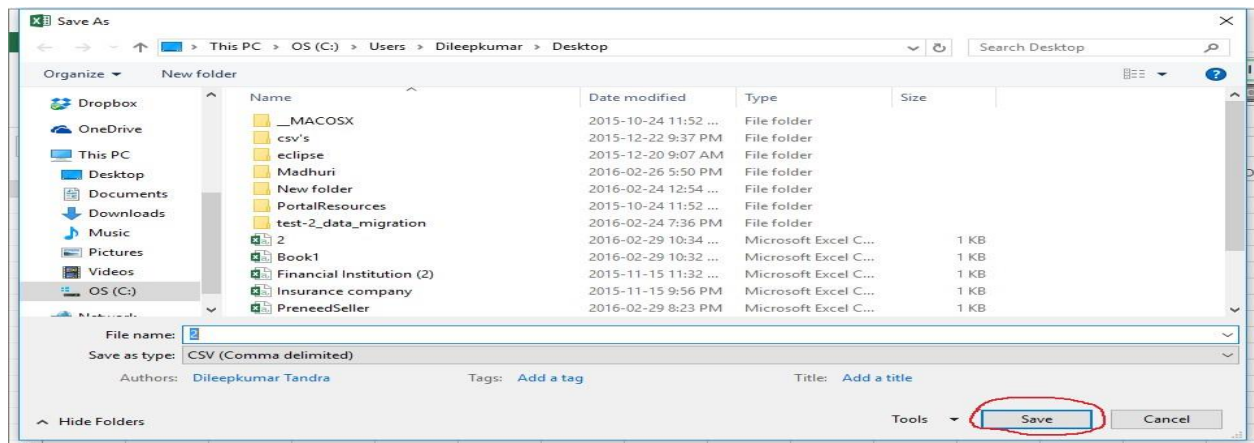 Save As
This PC > OS (C:) > Users > Dileepkumar > Desktop
Search Desktop
Organize
New folder
Name Date modified Type Size
Dropbox
OneDrive
This PC
Desktop
Documents
Downloads
Music
Pictures
Videos
OS (C:)
Network
__MACOSX 2015-10-24 11:52 ... File folder
csv's 2015-12-22 9:37 PM File folder
eclipse 2015-12-20 9:07 AM File folder
Madhuri 2016-02-26 5:50 PM File folder
New folder 2016-02-24 12:54 ... File folder
PortalResources 2015-10-24 11:52 ... File folder
test-2_data_migration 2016-02-24 7:36 PM File folder
2 2016-02-29 10:34 ... Microsoft Excel C... 1 KB
Book1 2016-02-29 10:32 ... Microsoft Excel C... 1 KB
Financial Institution (2) 2015-11-15 11:32 ... Microsoft Excel C... 1 KB
Insurance company 2015-11-15 9:56 PM Microsoft Excel C... 1 KB
PreneedSeller 2016-02-29 8:23 PM Microsoft Excel C... 1 KB
File name: 2
Save as type: CSV (Comma delimited)
Authors: Dileepkumar Tandra Tags: Add a tag Title: Add a title
Hide Folders Tools Save Cancel